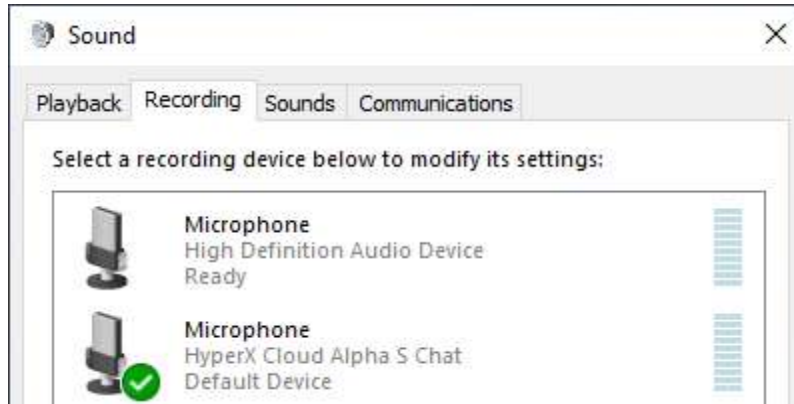 Sound
Playback Recording Sounds Communications
Select a recording device below to modify its settings:
Microphone
High Definition Audio Device
Ready
Microphone
HyperX Cloud Alpha S Chat
Default Device